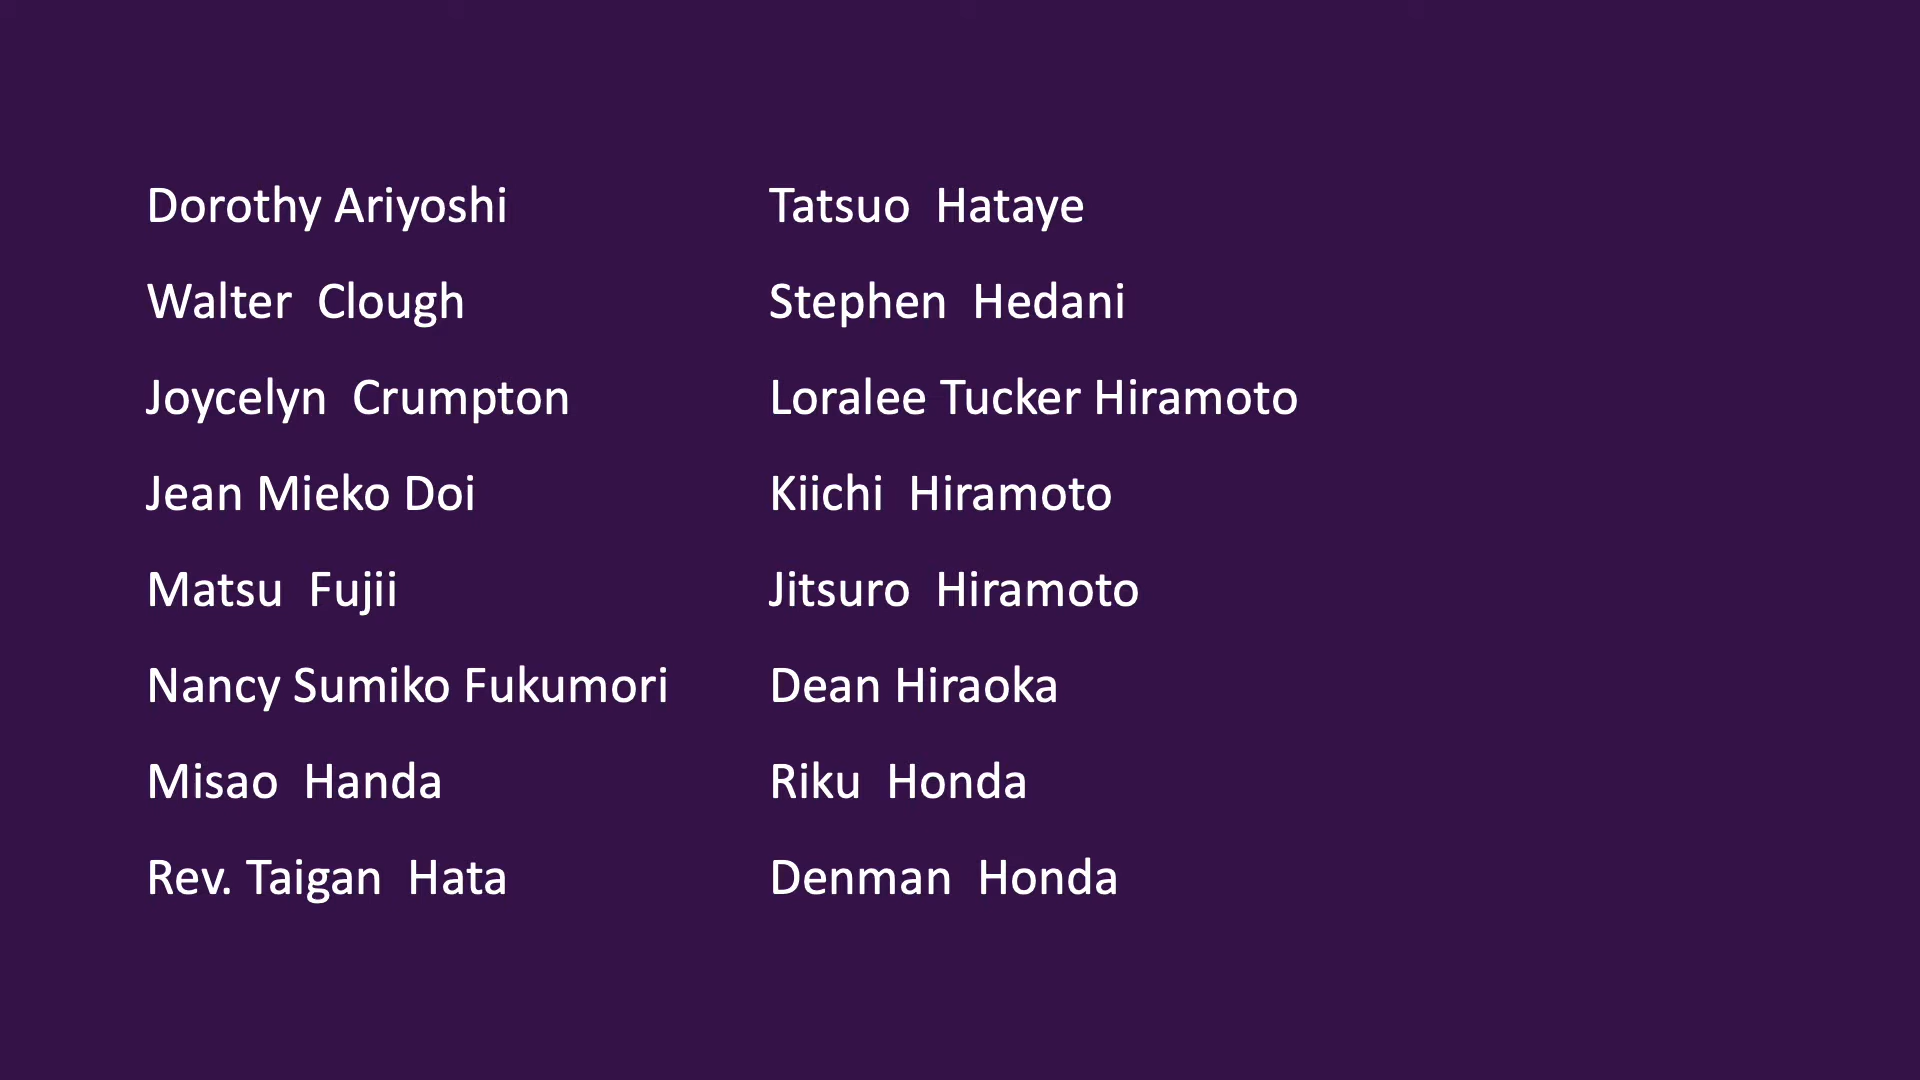 Dorothy Ariyoshi
Walter  Clough
Joycelyn  Crumpton
Jean Mieko Doi
Matsu  Fujii
Nancy Sumiko Fukumori
Misao  Handa
Rev. Taigan  Hata
Tatsuo  Hataye
Stephen  Hedani
Loralee Tucker Hiramoto
Kiichi  Hiramoto
Jitsuro  Hiramoto
Dean Hiraoka
Riku  Honda
Denman  Honda